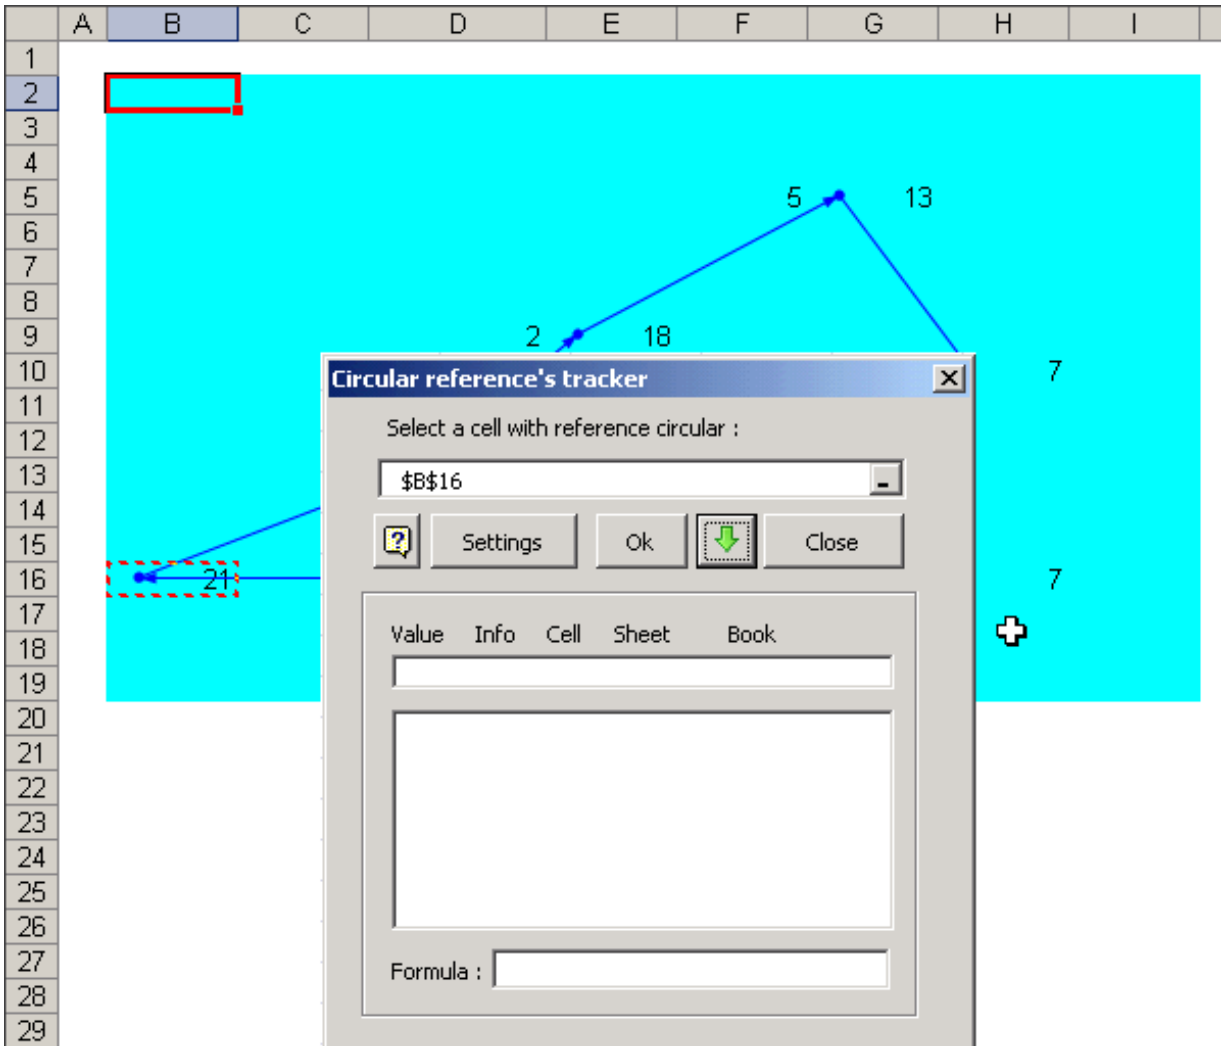 A B C D E F G H I
1
2
3
4
5 5 13
6
7
8
9 2 18
10 Circular reference's tracker 7
11
Select a cell with reference circular :
12
13 $B$16
14
15 Settings Ok Close
16 21 7
17
Value Info Cell Sheet Book
18
19
20
21
22
23
24
25
26
27 Formula :
28
29